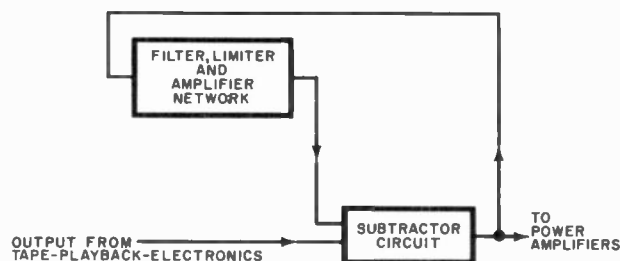 FILTER, LIMITER
AND
AMPLIFIER
NETWORK
SUBTRACTOR
CIRCUIT
TO
POWER
AMPLIFIERS
OUTPUT FROM
TAPE-PLAYBACK-ELECTRONICS